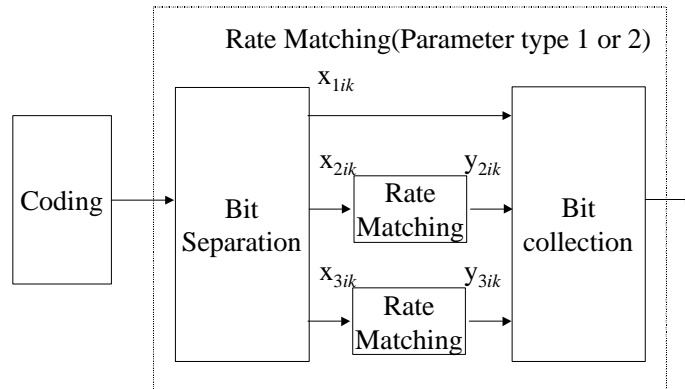 Rate Matching(Parameter type 1 or 2)
x1ik
Coding
Bit
Separation
x2ik
Rate
Matching
y2ik
Bit
collection
x3ik
Rate
Matching
y3ik